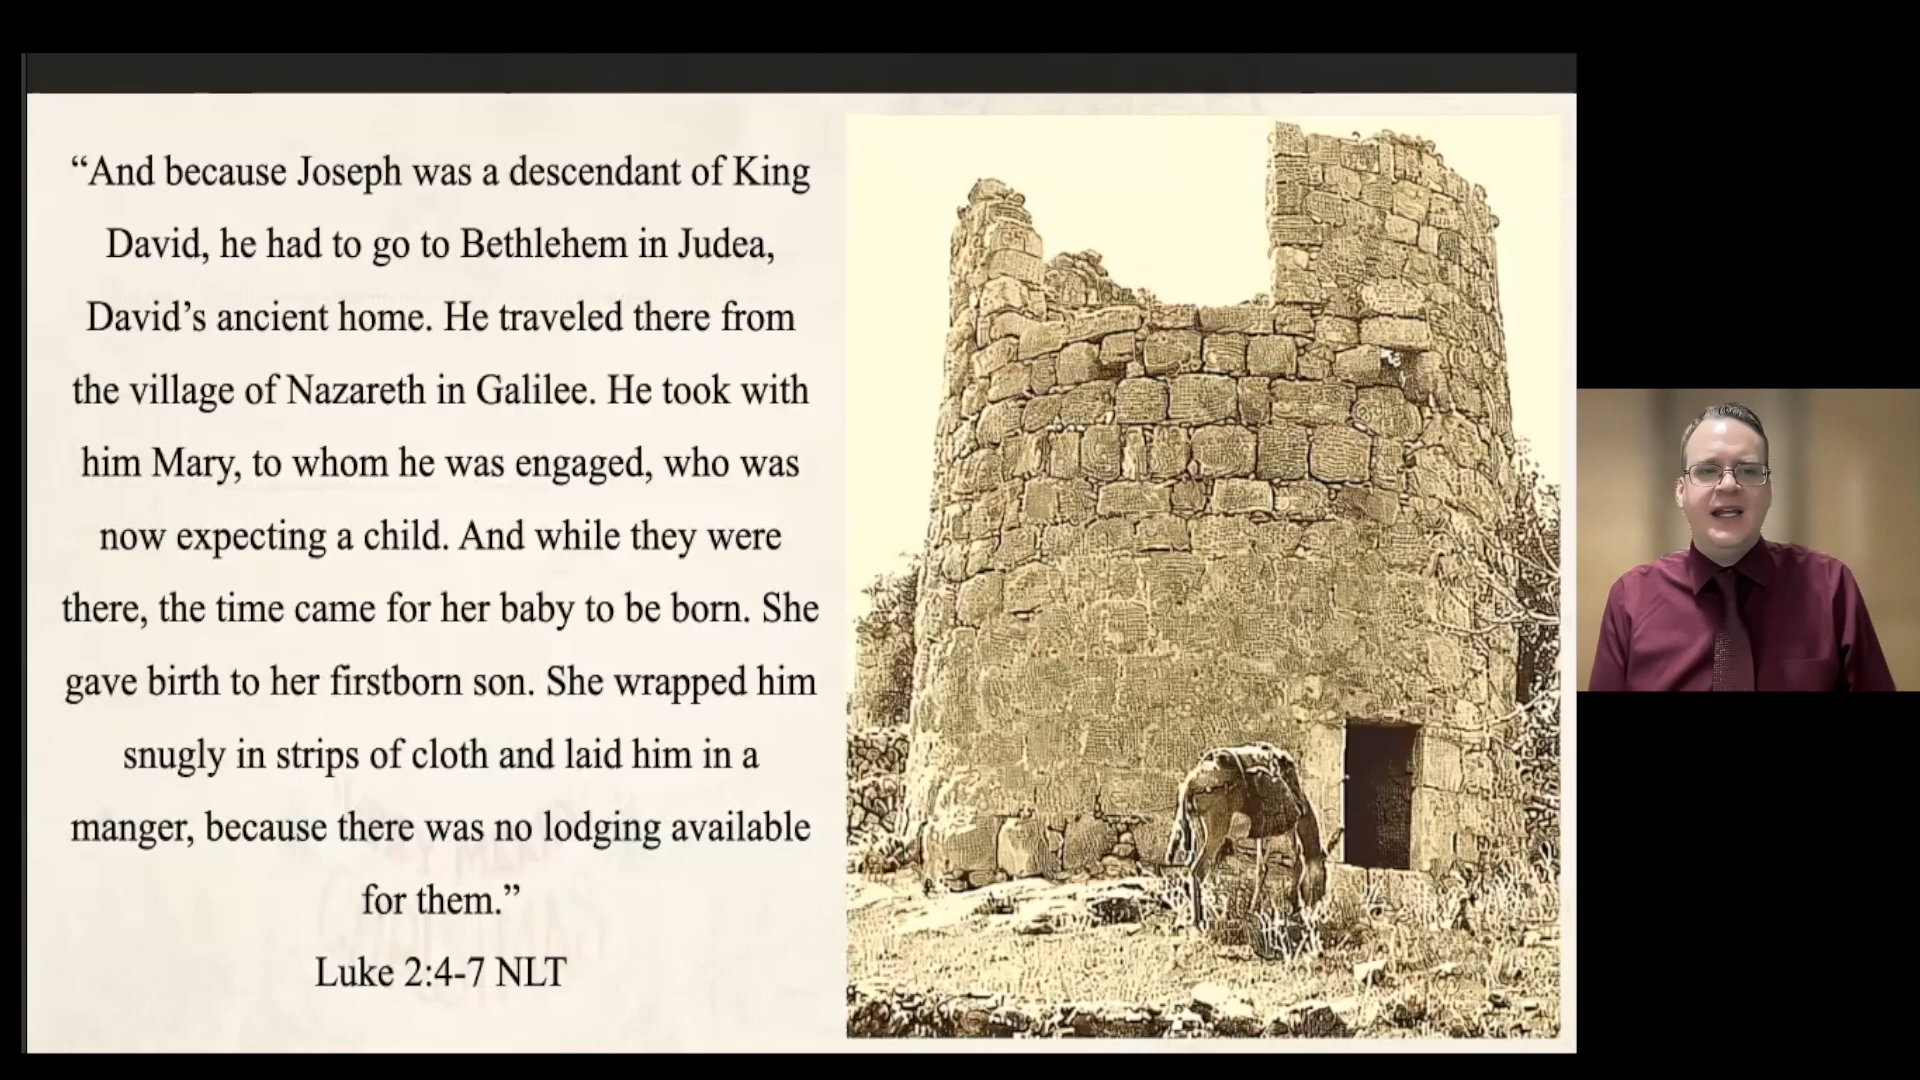 “And because Joseph was a descendant of King
David, he had to go to Bethlehem in Judea,
David’s ancient home. He traveled there from
the village of Nazareth in Galilee. He took with
him Mary, to whom he was engaged, who was
now expecting a child. And while they were
there, the time came for her baby to be born. She
gave birth to her firstborn son. She wrapped him
snugly in strips of cloth and laid him in a
manger, because there was no lodging available
for them.”
Luke 2:4-7 NLT